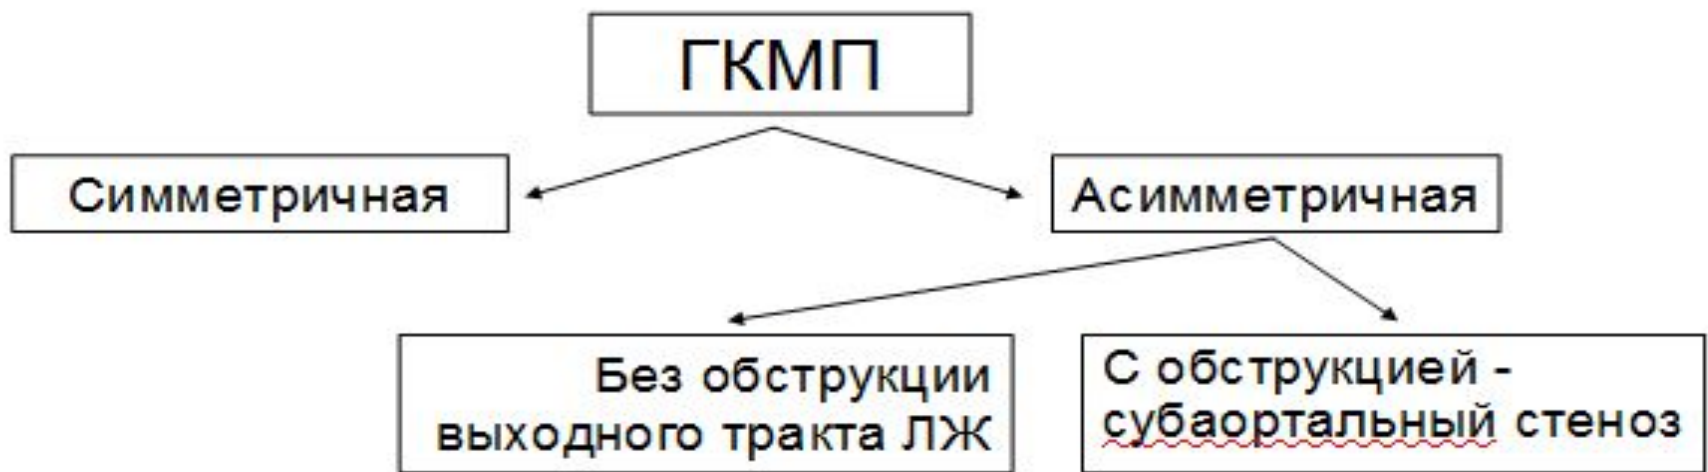 ГКМП
Симметричная
Асимметричная
Без обструкции
выходного тракта ЛЖ
С обструкцией -
субаортальный стеноз